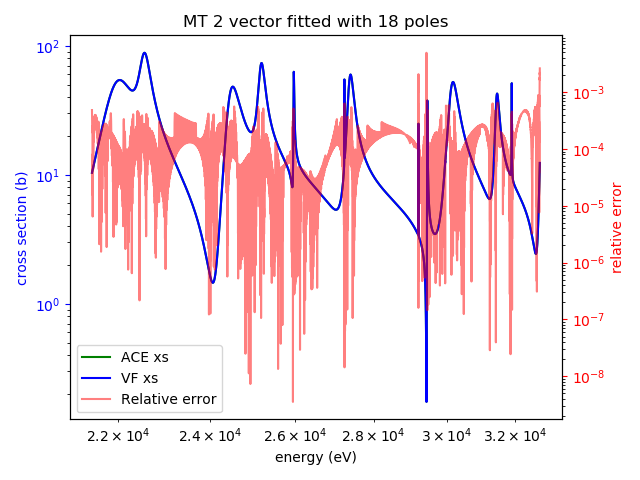 MT 2 vector fitted with 18 poles
10²
10¹
10⁰
cross section (b)
10⁻³
10⁻⁴
10⁻⁵
10⁻⁶
10⁻⁷
10⁻⁸
relative error
ACE xs
VF xs
Relative error
2.2 × 10⁴ 2.4 × 10⁴ 2.6 × 10⁴ 2.8 × 10⁴ 3 × 10⁴ 3.2 × 10⁴
energy (eV)